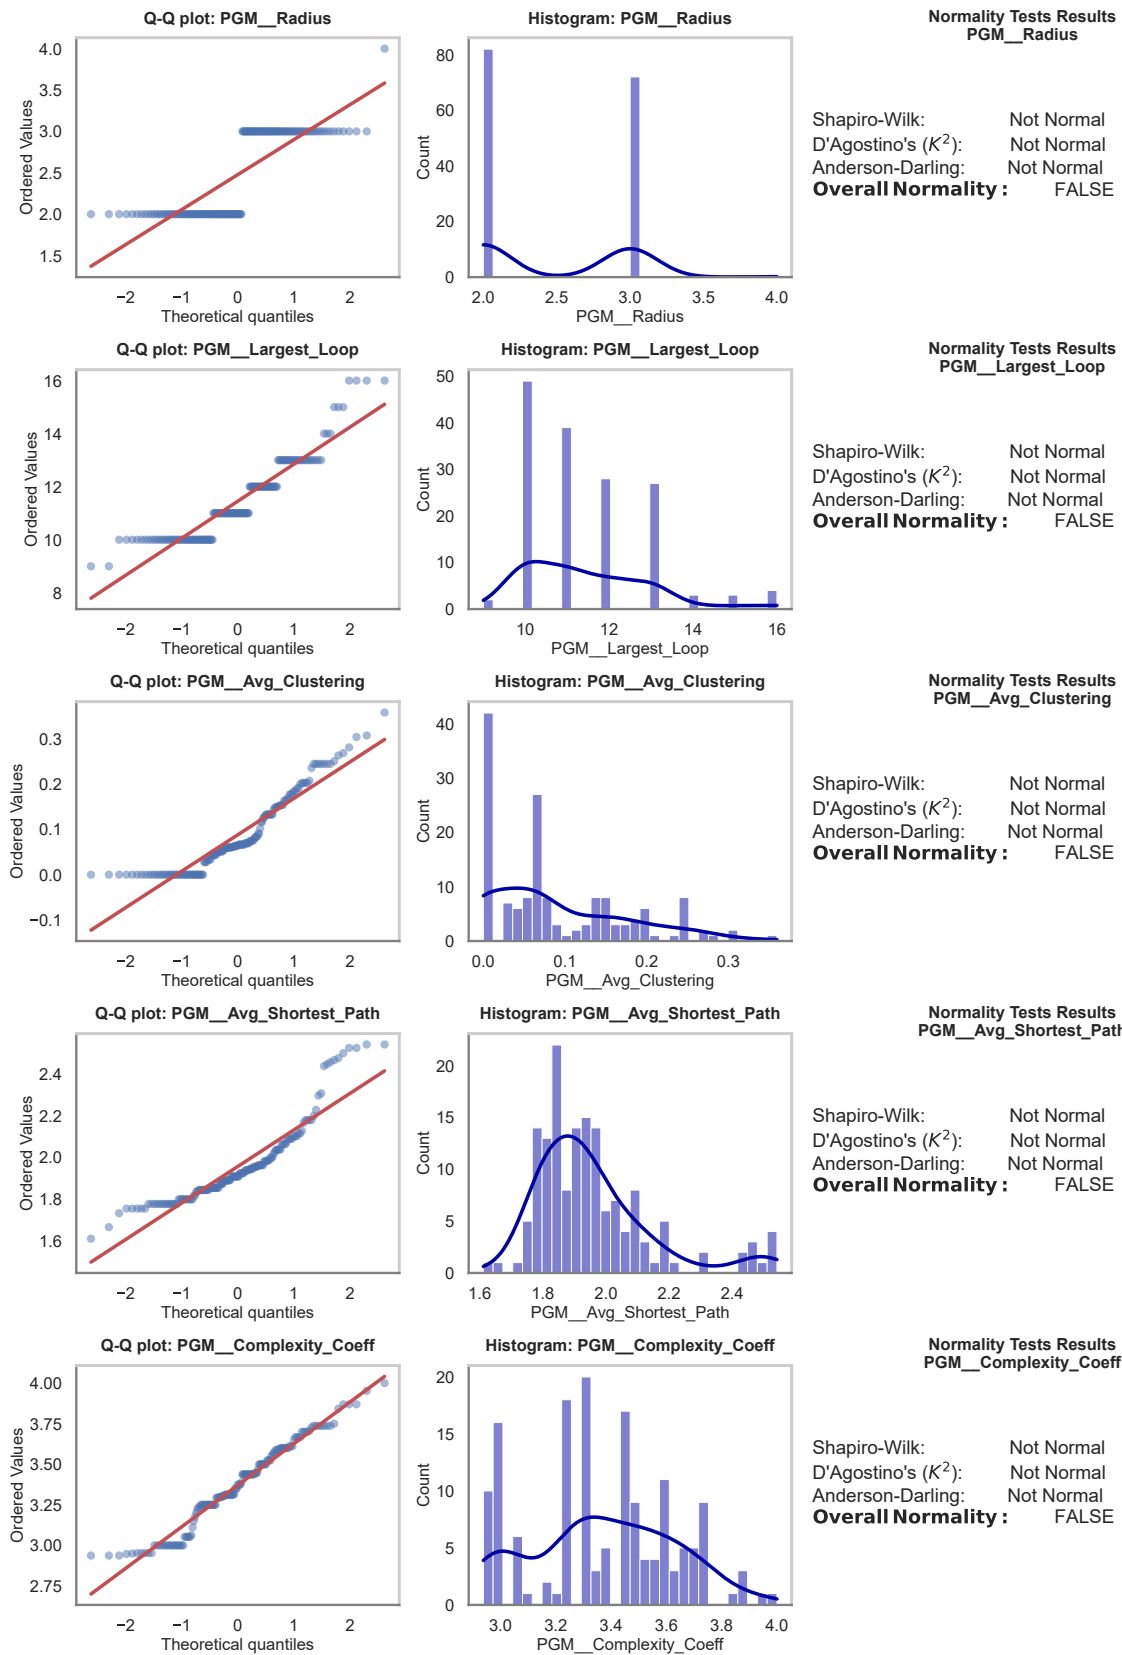 Q-Q plot: PGM__Radius
Histogram: PGM__Radius
Normality Tests Results
PGM__Radius
Ordered Values
4.0
3.5
3.0
2.5
2.0
1.5
−2 −1 0 1 2
Theoretical quantiles
Count
80
60
40
20
0
2.0 2.5 3.0 3.5 4.0
PGM__Radius
Shapiro-Wilk: Not Normal
D'Agostino's (K²): Not Normal
Anderson-Darling: Not Normal
Overall Normality: FALSE
Q-Q plot: PGM__Largest_Loop
Histogram: PGM__Largest_Loop
Normality Tests Results
PGM__Largest_Loop
Ordered Values
16
14
12
10
8
−2 −1 0 1 2
Theoretical quantiles
Count
50
40
30
20
10
0
10 12 14 16
PGM__Largest_Loop
Shapiro-Wilk: Not Normal
D'Agostino's (K²): Not Normal
Anderson-Darling: Not Normal
Overall Normality: FALSE
Q-Q plot: PGM__Avg_Clustering
Histogram: PGM__Avg_Clustering
Normality Tests Results
PGM__Avg_Clustering
Ordered Values
0.3
0.2
0.1
0.0
−0.1
−2 −1 0 1 2
Theoretical quantiles
Count
40
30
20
10
0
0.0 0.1 0.2 0.3
PGM__Avg_Clustering
Shapiro-Wilk: Not Normal
D'Agostino's (K²): Not Normal
Anderson-Darling: Not Normal
Overall Normality: FALSE
Q-Q plot: PGM__Avg_Shortest_Path
Histogram: PGM__Avg_Shortest_Path
Normality Tests Results
PGM__Avg_Shortest_Path
Ordered Values
2.4
2.2
2.0
1.8
1.6
−2 −1 0 1 2
Theoretical quantiles
Count
20
15
10
5
0
1.6 1.8 2.0 2.2 2.4
PGM__Avg_Shortest_Path
Shapiro-Wilk: Not Normal
D'Agostino's (K²): Not Normal
Anderson-Darling: Not Normal
Overall Normality: FALSE
Q-Q plot: PGM__Complexity_Coeff
Histogram: PGM__Complexity_Coeff
Normality Tests Results
PGM__Complexity_Coeff
Ordered Values
4.00
3.75
3.50
3.25
3.00
2.75
−2 −1 0 1 2
Theoretical quantiles
Count
20
15
10
5
0
3.0 3.2 3.4 3.6 3.8 4.0
PGM__Complexity_Coeff
Shapiro-Wilk: Not Normal
D'Agostino's (K²): Not Normal
Anderson-Darling: Not Normal
Overall Normality: FALSE